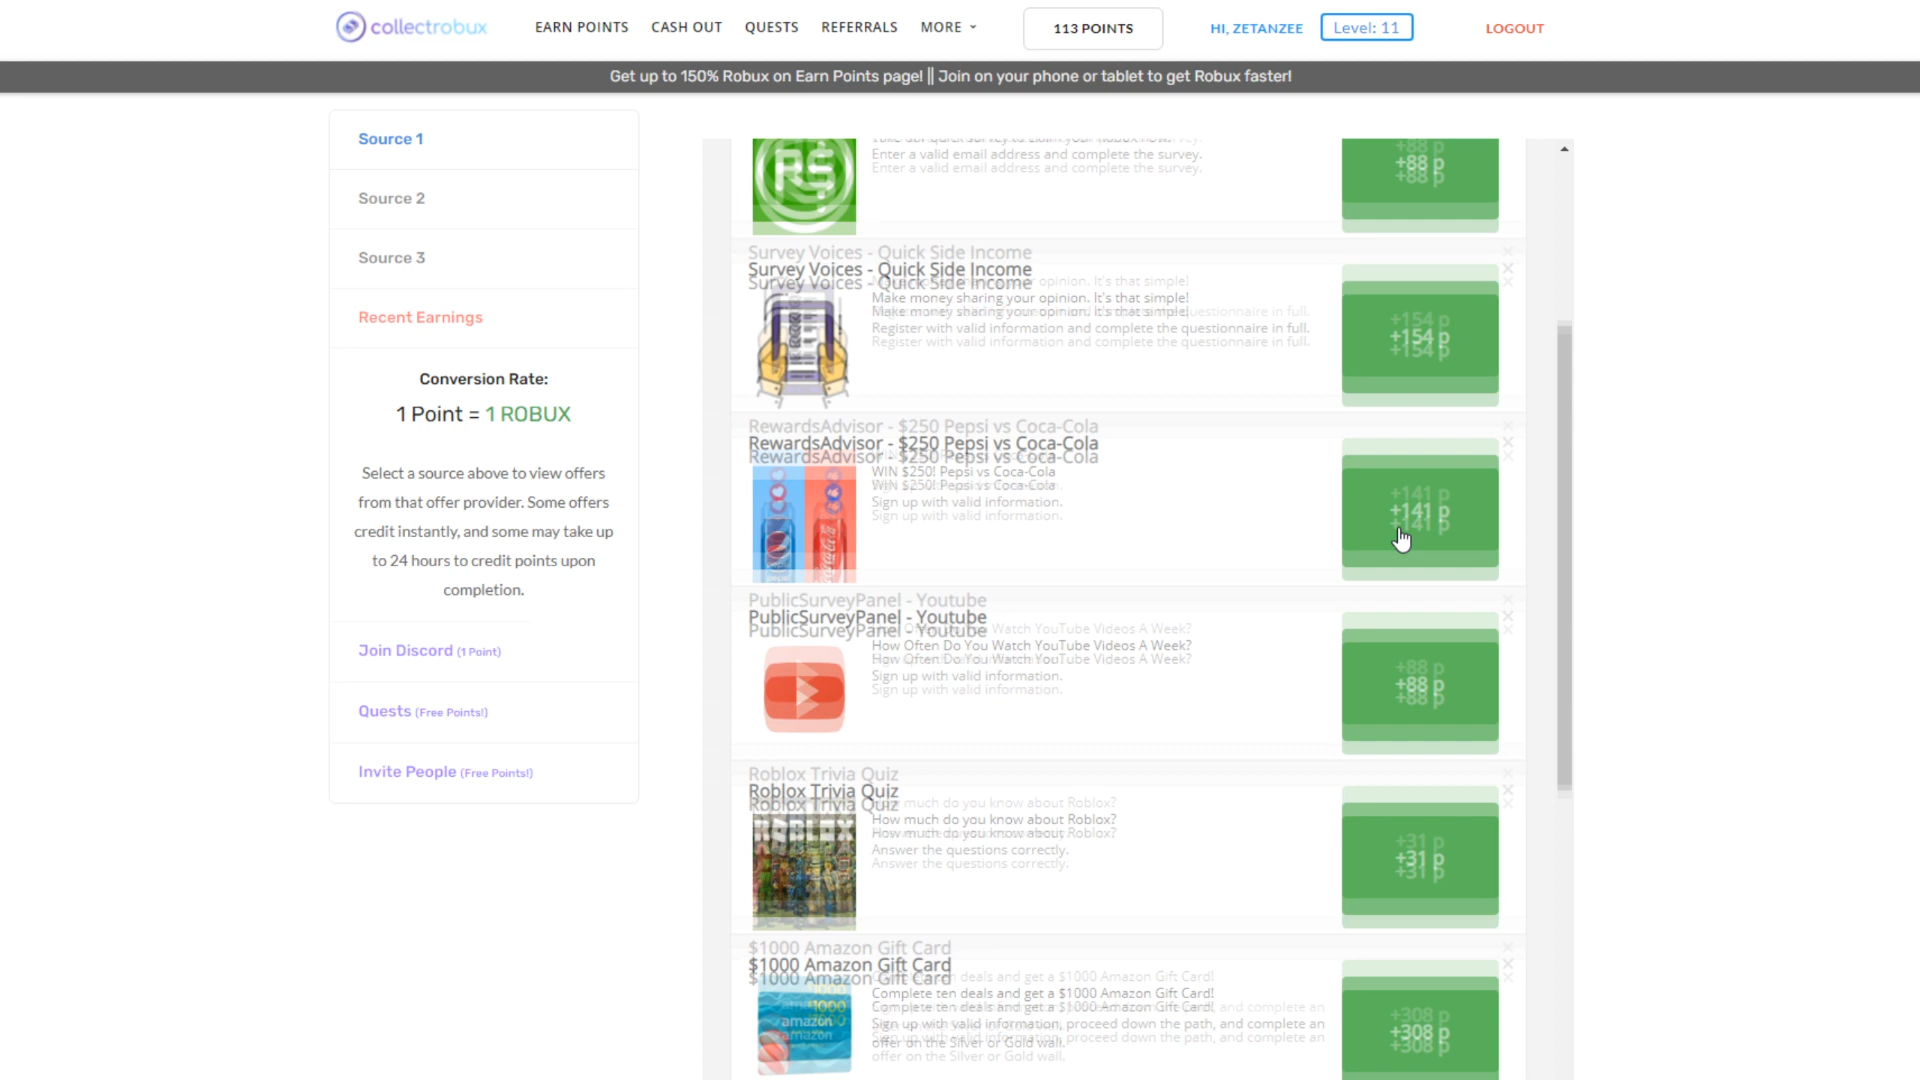 collectrobux
EARN POINTS
CASH OUT
QUESTS
REFERRALS
MORE
113 POINTS
HI, ZETANZEE
Level: 11
LOGOUT
Get up to 150% Robux on Earn Points page! || Join on your phone or tablet to get Robux faster!
Source 1
Source 2
Source 3
Recent Earnings
Conversion Rate:
1 Point = 1 ROBUX
Select a source above to view offers
from that offer provider. Some offers
credit instantly, and some may take up
to 24 hours to credit points upon
completion.
Join Discord (1 Point)
Quests (Free Points!)
Invite People (Free Points!)
R$
Enter a valid email address and complete the survey.
+88 p
Survey Voices - Quick Side Income
Make money sharing your opinion. It's that simple!
Register with valid information and complete the questionnaire in full.
+154 p
RewardsAdvisor - $250 Pepsi vs Coca-Cola
WIN $250! Pepsi vs Coca-Cola
Sign up with valid information.
+141 p
PublicSurveyPanel - Youtube
How Often Do You Watch YouTube Videos A Week?
Sign up with valid information.
+88 p
Roblox Trivia Quiz
ROBLOX
How much do you know about Roblox?
Answer the questions correctly.
+31 p
$1000 Amazon Gift Card
1000
amazon
Complete ten deals and get a $1000 Amazon Gift Card!
Sign up with valid information, proceed down the path, and complete an
offer on the Silver or Gold wall.
+308 p